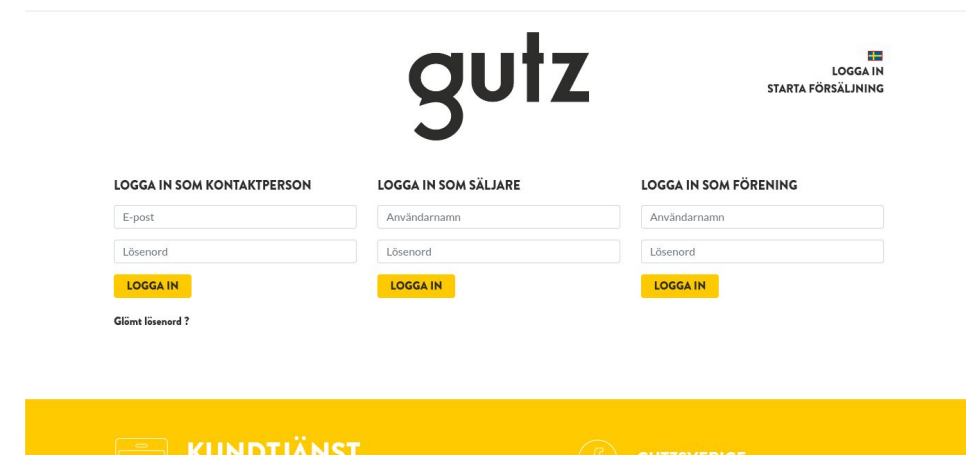 gutz
LOGGA IN
STARTA FÖRSÄLJNING
LOGGA IN SOM KONTAKTPERSON
E-post
Lösenord
LOGGA IN
Glömt lösenord ?
LOGGA IN SOM SÄLJARE
Användarnamn
Lösenord
LOGGA IN
LOGGA IN SOM FÖRENING
Användarnamn
Lösenord
LOGGA IN
KUNDTJÄNST
GUTZSVERIGE